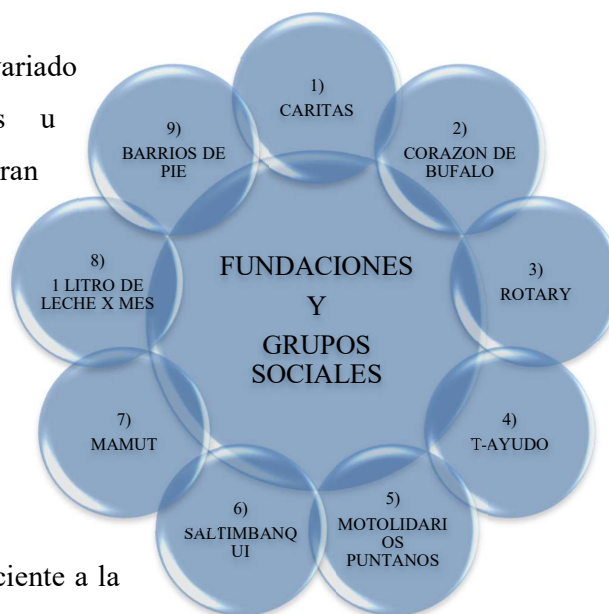 variado
s u
ran
1)
CARITAS
2)
CORAZON DE
BUFALO
3)
ROTARY
4)
T-AYUDO
5)
MOTOLIDARI
OS
PUNTANOS
6)
SALTIMBANQ
UI
7)
MAMUT
8)
1 LITRO DE
LECHE X MES
9)
BARRIOS DE
PIE
FUNDACIONES
Y
GRUPOS
SOCIALES
ciente a la